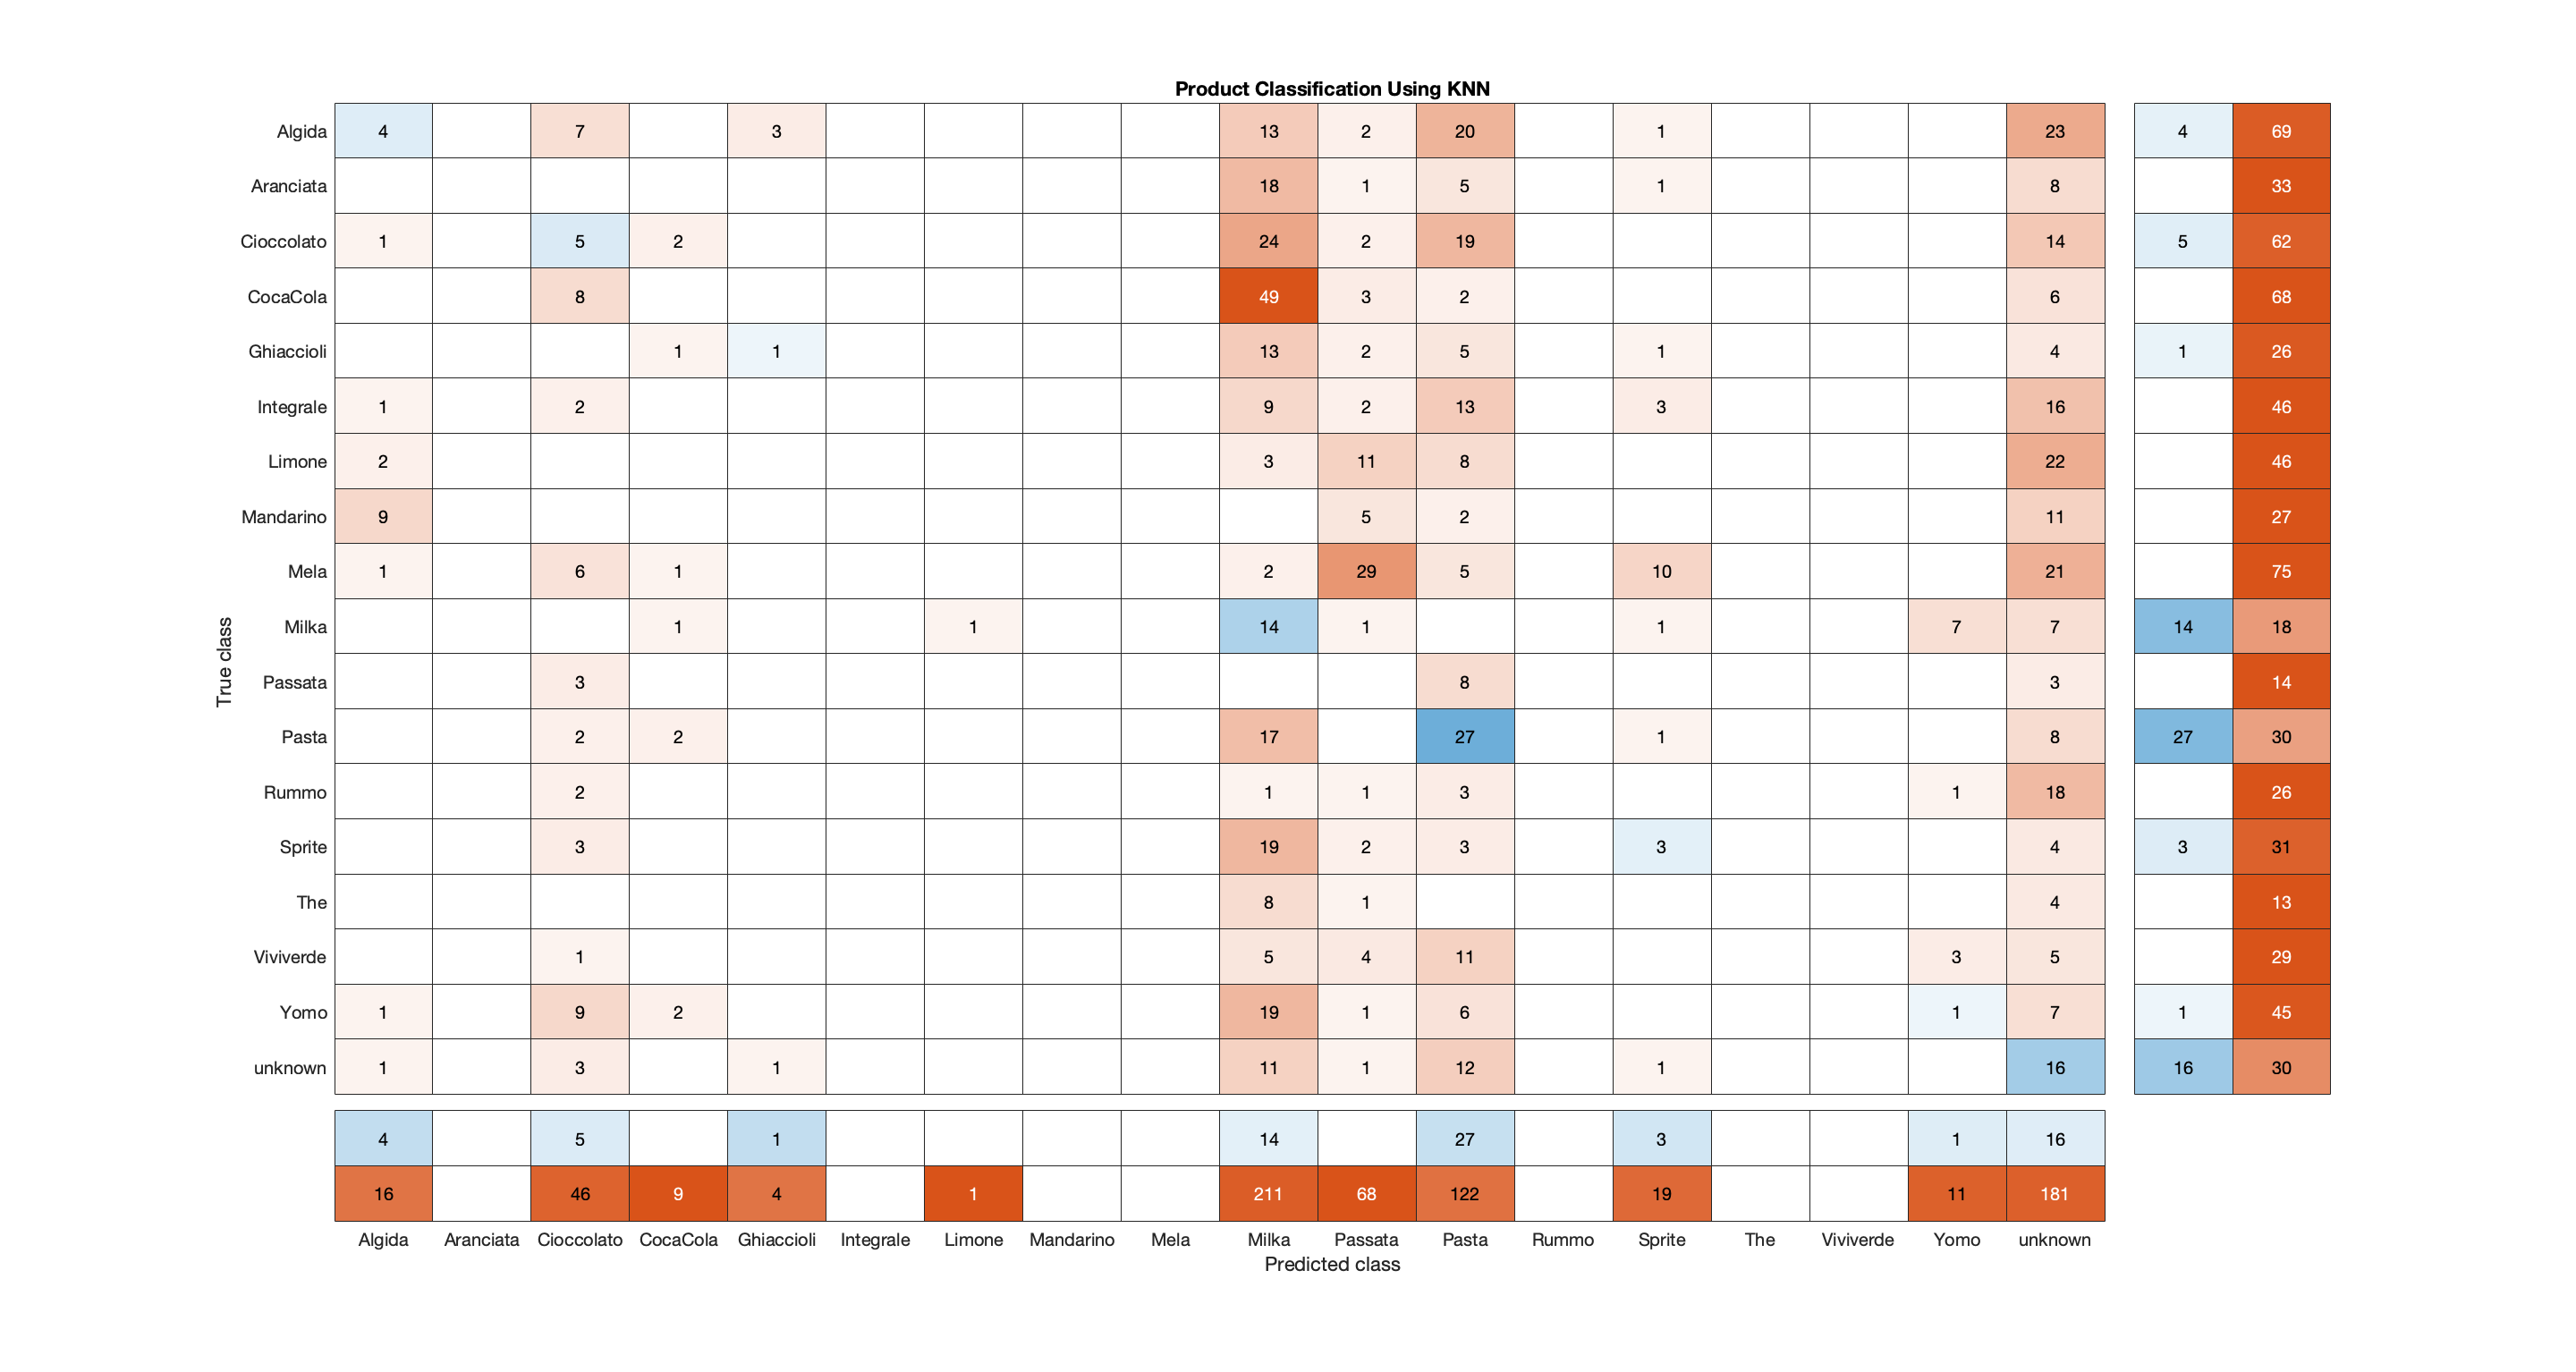 Product Classification Using KNN
Algida 4 7 3 13 2 20 1 23 4 69
Aranciata 18 1 5 1 8 33
Cioccolato 1 5 2 24 2 19 14 5 62
CocaCola 8 49 3 2 6 68
Ghiaccioli 1 1 13 2 5 1 4 1 26
Integrale 1 2 9 2 13 3 16 46
Limone 2 3 11 8 22 46
Mandarino 9 5 2 11 27
Mela 1 6 1 2 29 5 10 21 75
Milka 1 1 14 1 1 7 7 14 18
Passata 3 8 3 14
Pasta 2 2 17 27 1 8 27 30
Rummo 2 1 1 3 1 18 26
Sprite 3 19 2 3 3 4 3 31
The 8 1 4 13
Viviverde 1 5 4 11 3 5 29
Yomo 1 9 2 19 1 6 1 7 1 45
unknown 1 3 1 11 1 12 1 16 16 30
True class
4 5 1 14 27 3 1 16
16 46 9 4 1 211 68 122 19 11 181
Algida Aranciata Cioccolato CocaCola Ghiaccioli Integrale Limone Mandarino Mela Milka Passata Pasta Rummo Sprite The Viviverde Yomo unknown
Predicted class